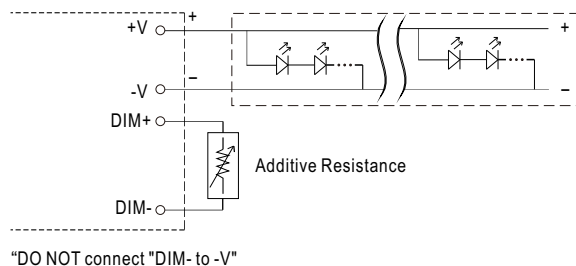 +V
+
+
-V
–
–
DIM+
Additive Resistance
DIM-
“DO NOT connect "DIM- to -V"